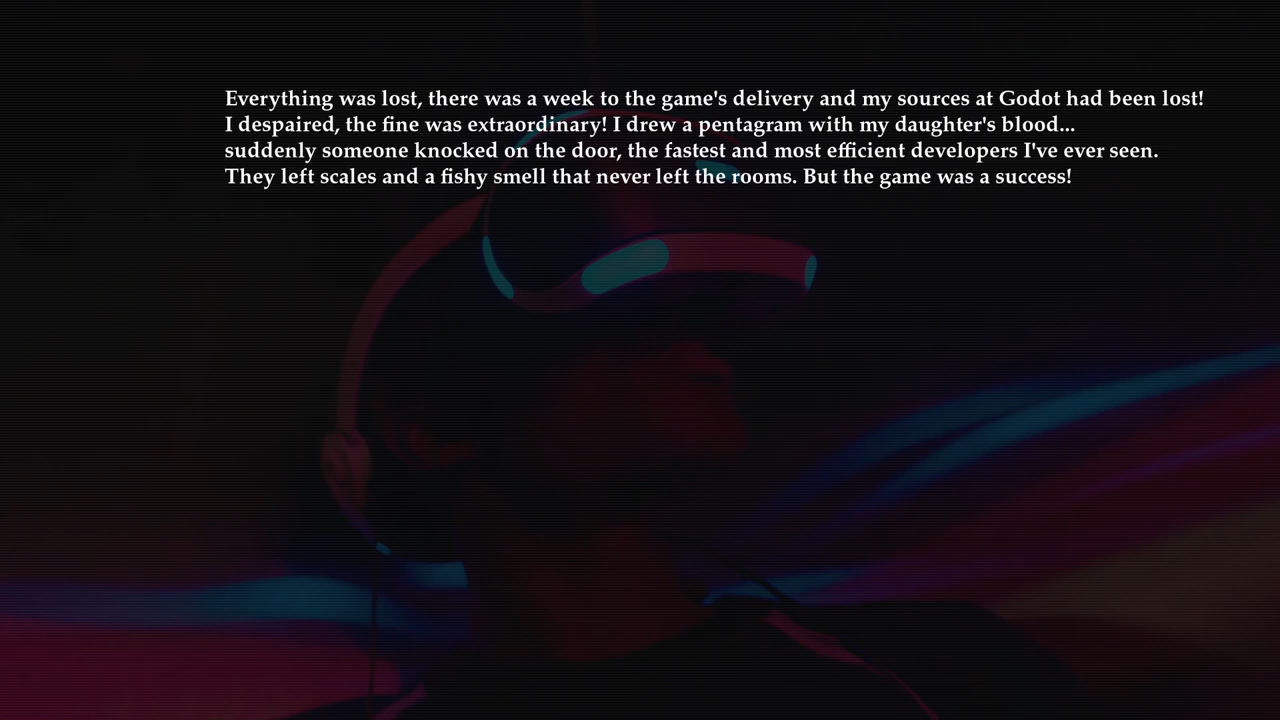 Everything was lost, there was a week to the game's delivery and my sources at Godot had been lost!
I despaired, the fine was extraordinary! I drew a pentagram with my daughter's blood...
suddenly someone knocked on the door, the fastest and most efficient developers I've ever seen.
They left scales and a fishy smell that never left the rooms. But the game was a success!